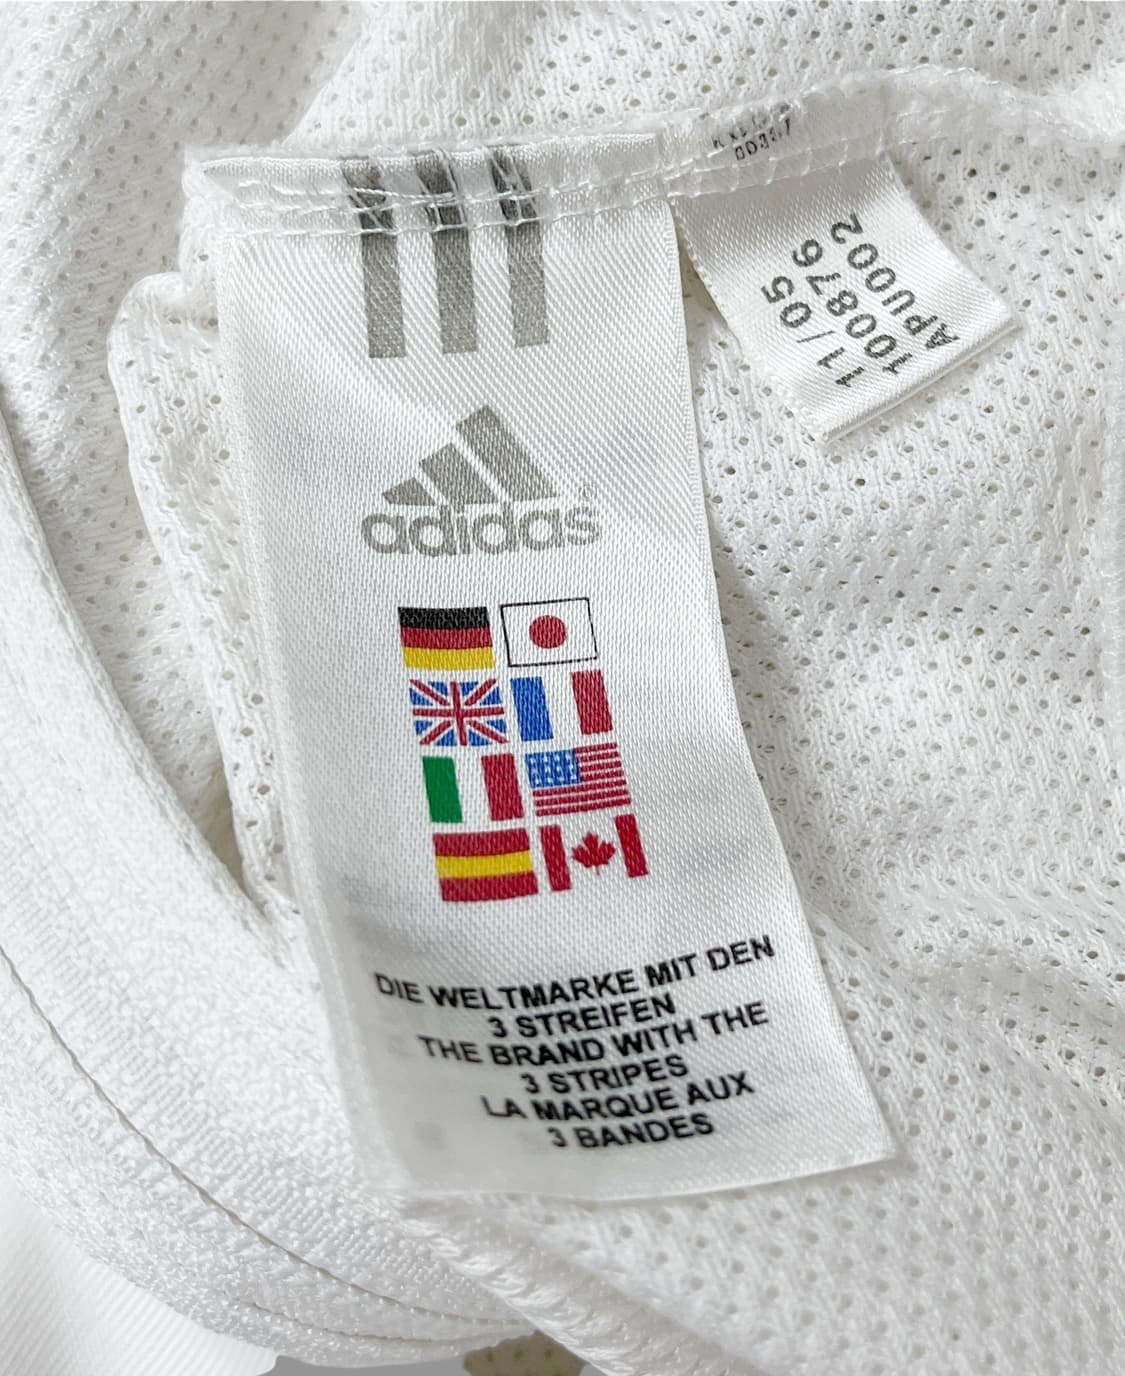 adidas
DIE WELTMARKE MIT DEN
3 STREIFEN
THE BRAND WITH THE
3 STRIPES
LA MARQUE AUX
3 BANDES
11/05
100876
APU002